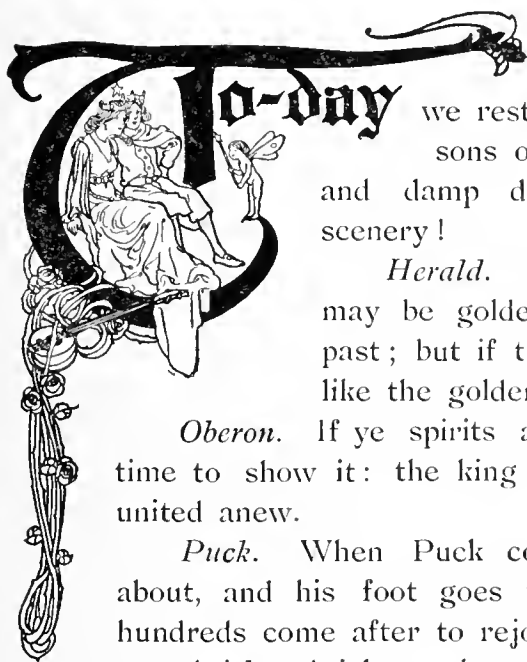 To-day we rest
sons o
and damp d
scenery!
Herald.
may be golde
past; but if t
like the golder
Oberon. If ye spirits a
time to show it: the king
united anew.
Puck. When Puck co
about, and his foot goes
hundreds come after to rejo